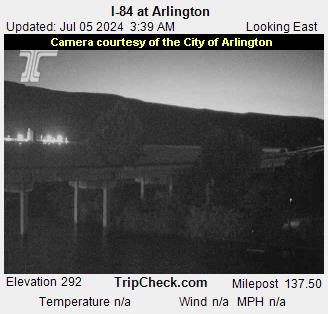 I-84 at Arlington
Updated: Jul 05 2024 3:39 AM Looking East
Camera courtesy of the City of Arlington
Elevation 292 TripCheck.com Milepost 137.50
Temperature n/a Wind n/a MPH n/a